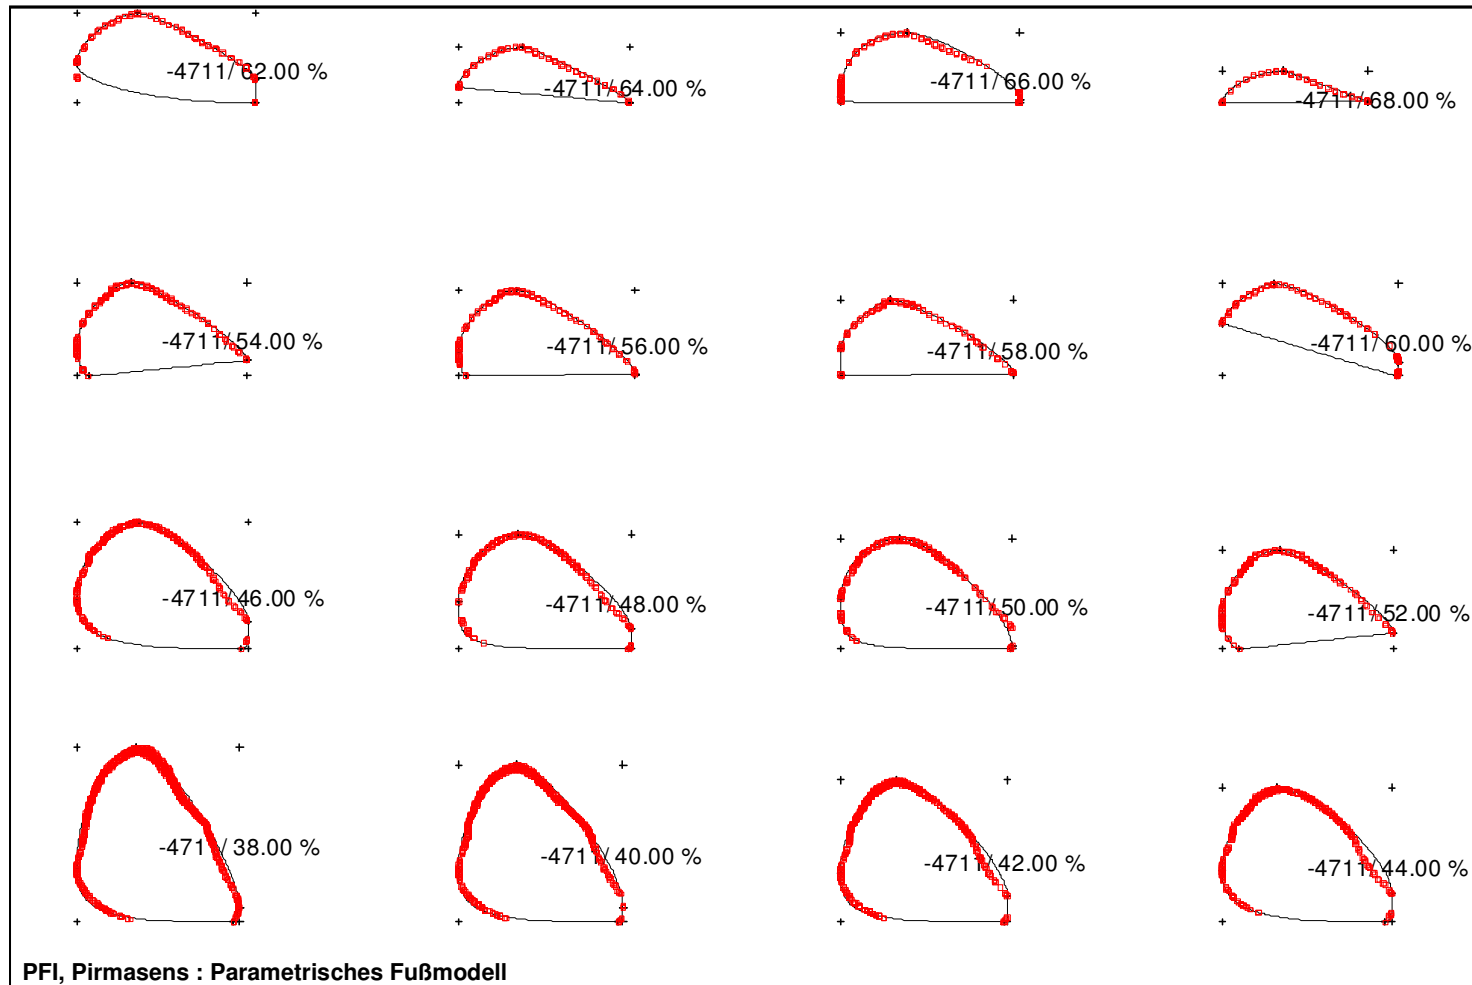 -4711/ 62.00 %
-4711/ 64.00 %
-4711/ 66.00 %
-4711/ 68.00 %
-4711/ 54.00 %
-4711/ 56.00 %
-4711/ 58.00 %
-4711/ 60.00 %
-4711/ 46.00 %
-4711/ 48.00 %
-4711/ 50.00 %
-4711/ 52.00 %
-4711/ 38.00 %
-4711/ 40.00 %
-4711/ 42.00 %
-4711/ 44.00 %
PFI, Pirmasens : Parametrisches Fußmodell